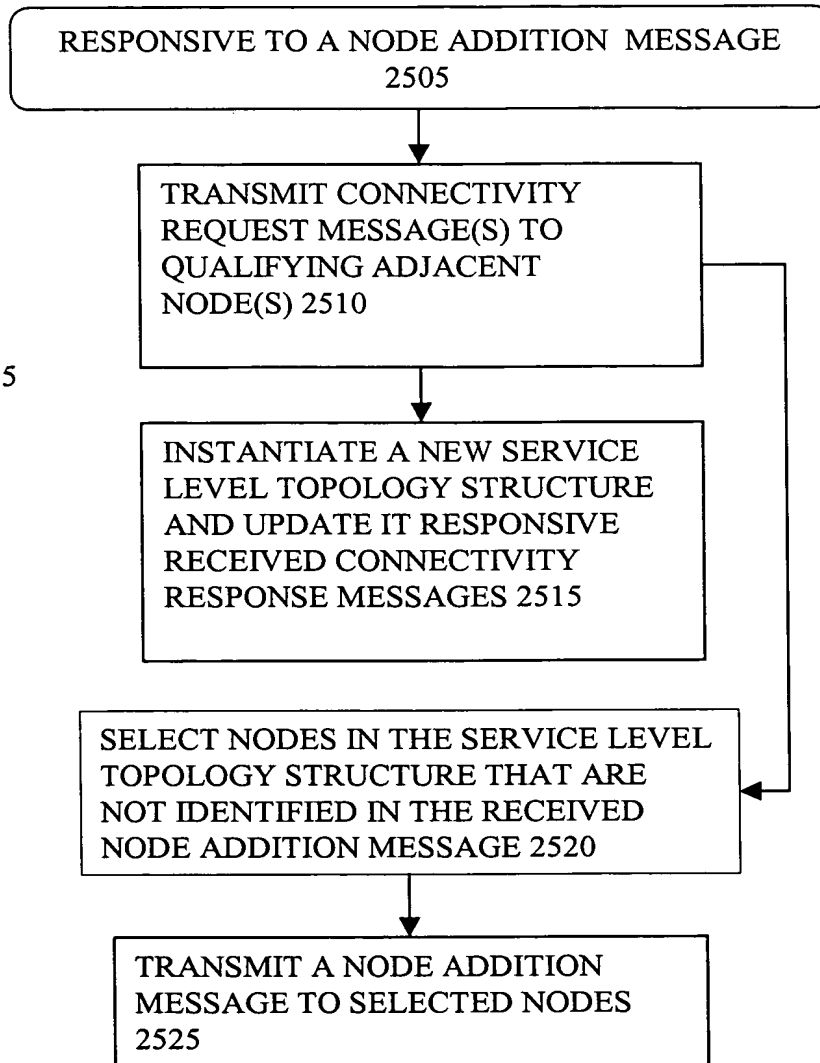 RESPONSIVE TO A NODE ADDITION MESSAGE
2505
TRANSMIT CONNECTIVITY
REQUEST MESSAGE(S) TO
QUALIFYING ADJACENT
NODE(S) 2510
5
INSTANTIATE A NEW SERVICE
LEVEL TOPOLOGY STRUCTURE
AND UPDATE IT RESPONSIVE
RECEIVED CONNECTIVITY
RESPONSE MESSAGES 2515
SELECT NODES IN THE SERVICE LEVEL
TOPOLOGY STRUCTURE THAT ARE
NOT IDENTIFIED IN THE RECEIVED
NODE ADDITION MESSAGE 2520
TRANSMIT A NODE ADDITION
MESSAGE TO SELECTED NODES
2525